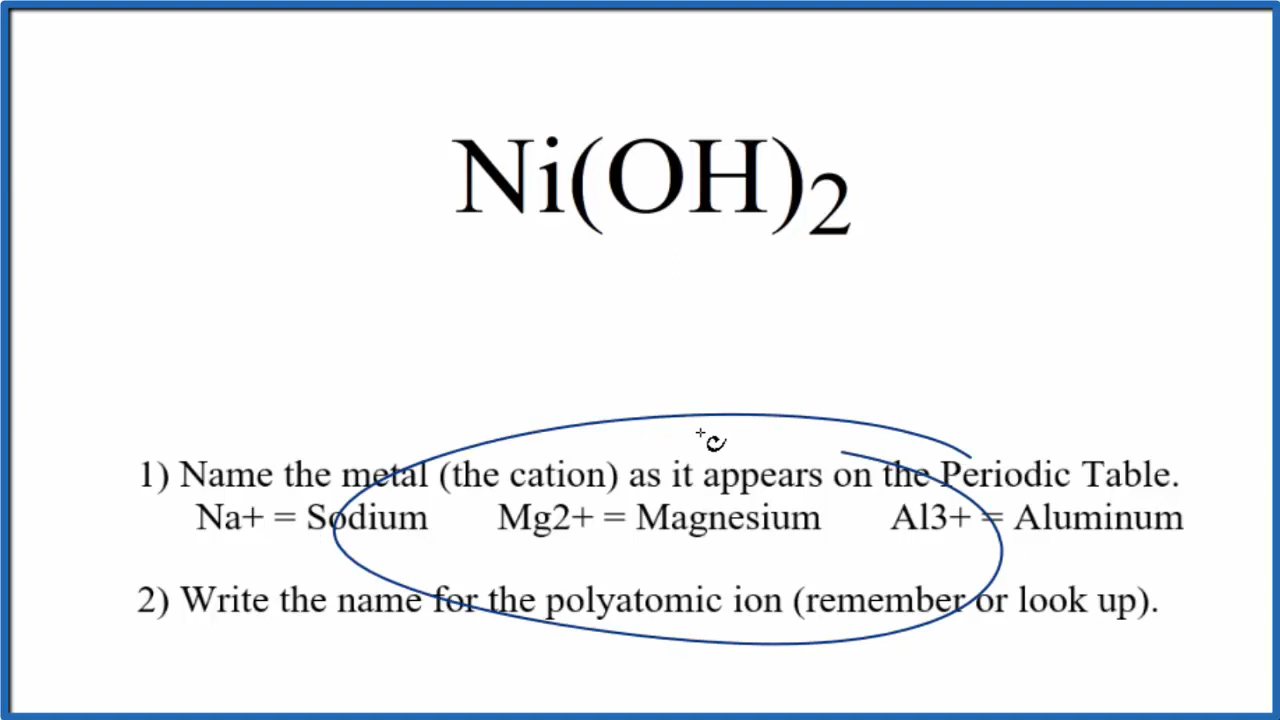 Ni(OH)₂
1) Name the metal (the cation) as it appears on the Periodic Table.
Na+ = Sodium Mg2+ = Magnesium Al3+ = Aluminum
2) Write the name for the polyatomic ion (remember or look up).